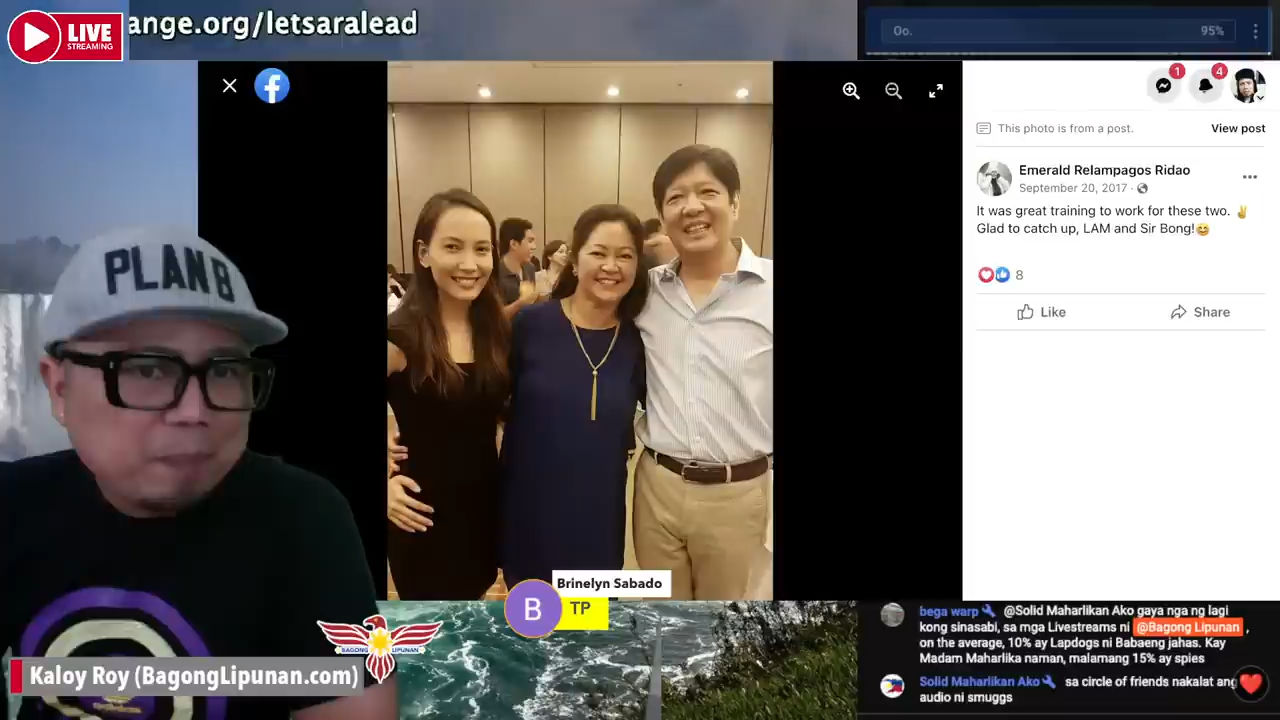 ange.org/letsaralead
LIVE
STREAMING
Oo.
95%
1
4
This photo is from a post.
View post
Emerald Relampagos Ridao
September 20, 2017 ·
It was great training to work for these two. ✌
Glad to catch up, LAM and Sir Bong!😊
8
Like
Share
PLAN B
Brinelyn Sabado
B
TP
BAGONG LIPUNAN
Kaloy Roy (BagongLipunan.com)
bega warp🔧 @Solid Maharlikan Ako gaya nga ng lagi
kong sinasabi, sa mga Livestreams ni @Bagong Lipunan ,
on the average, 10% ay Lapdogs ni Babaeng jahas. Kay
Madam Maharlika naman, malamang 15% ay spies
Solid Maharlikan Ako🔧 sa circle of friends nakalat ang
audio ni smuggs